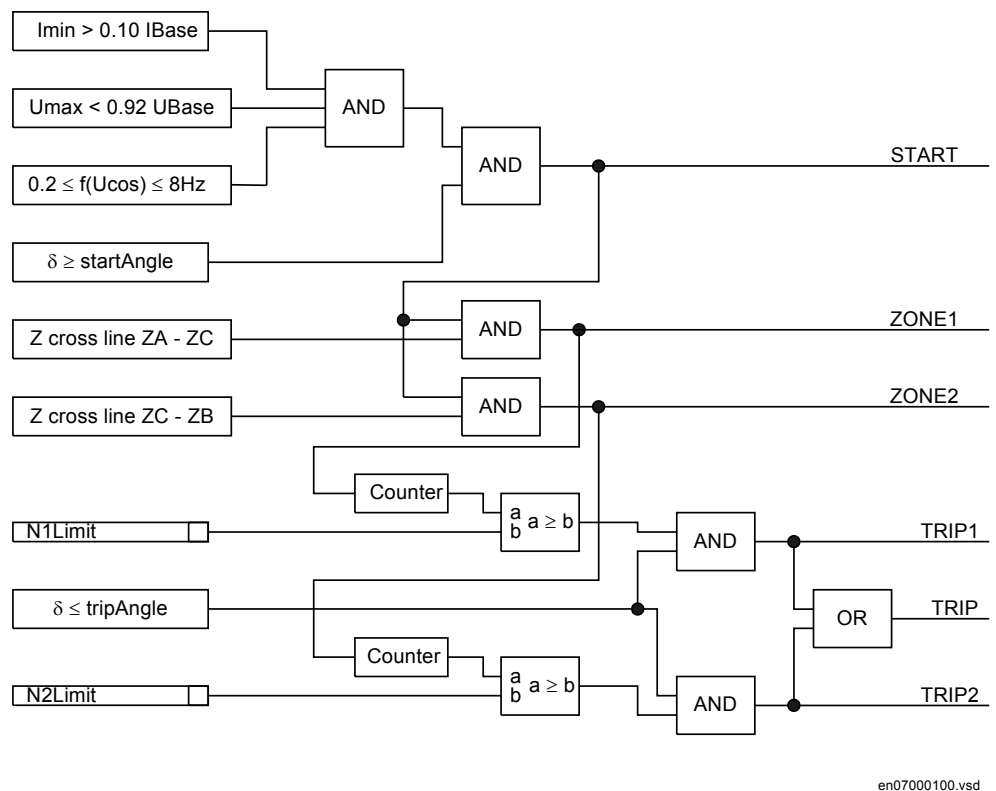 Imin > 0.10 IBase
AND
Umax < 0.92 UBase
AND
START
0.2 ≤ f(Ucos) ≤ 8Hz
δ ≥ startAngle
Z cross line ZA - ZC
AND
ZONE1
Z cross line ZC - ZB
AND
ZONE2
Counter
a
b
a ≥ b
N1Limit
AND
TRIP1
δ ≤ tripAngle
OR
TRIP
Counter
a
b
a ≥ b
N2Limit
AND
TRIP2
en07000100.vsd